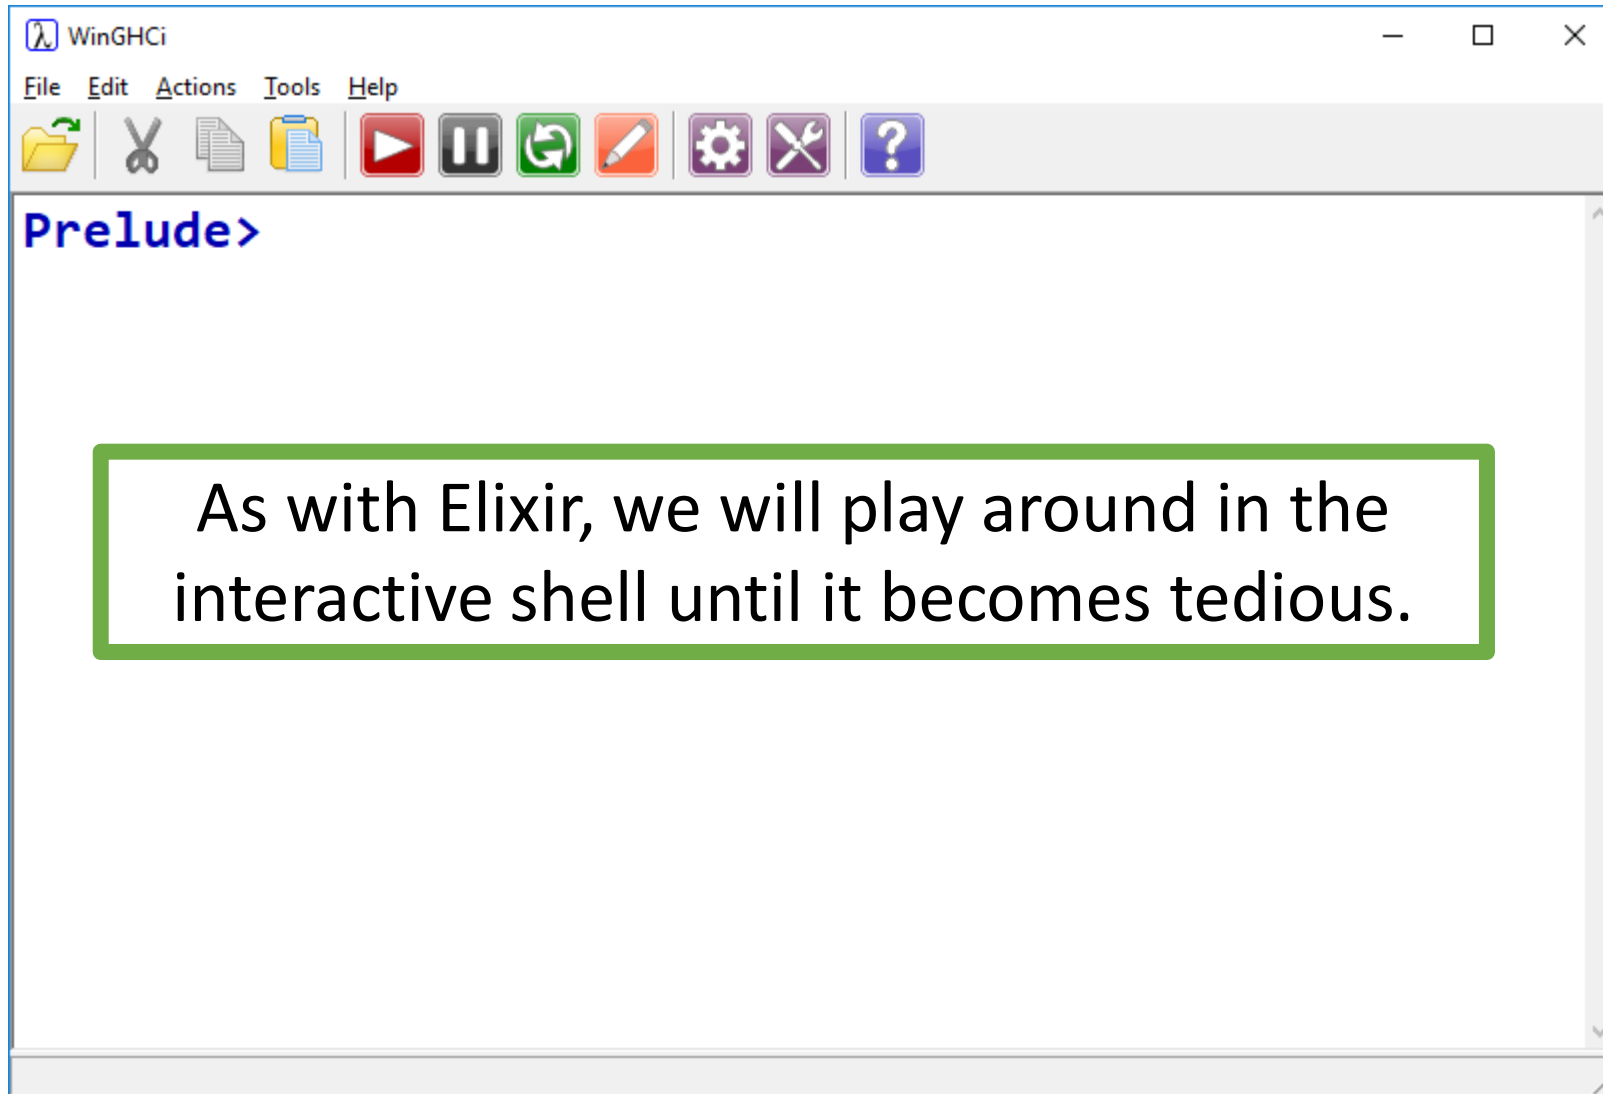 WinGHCi
File Edit Actions Tools Help
Prelude>
As with Elixir, we will play around in the
interactive shell until it becomes tedious.